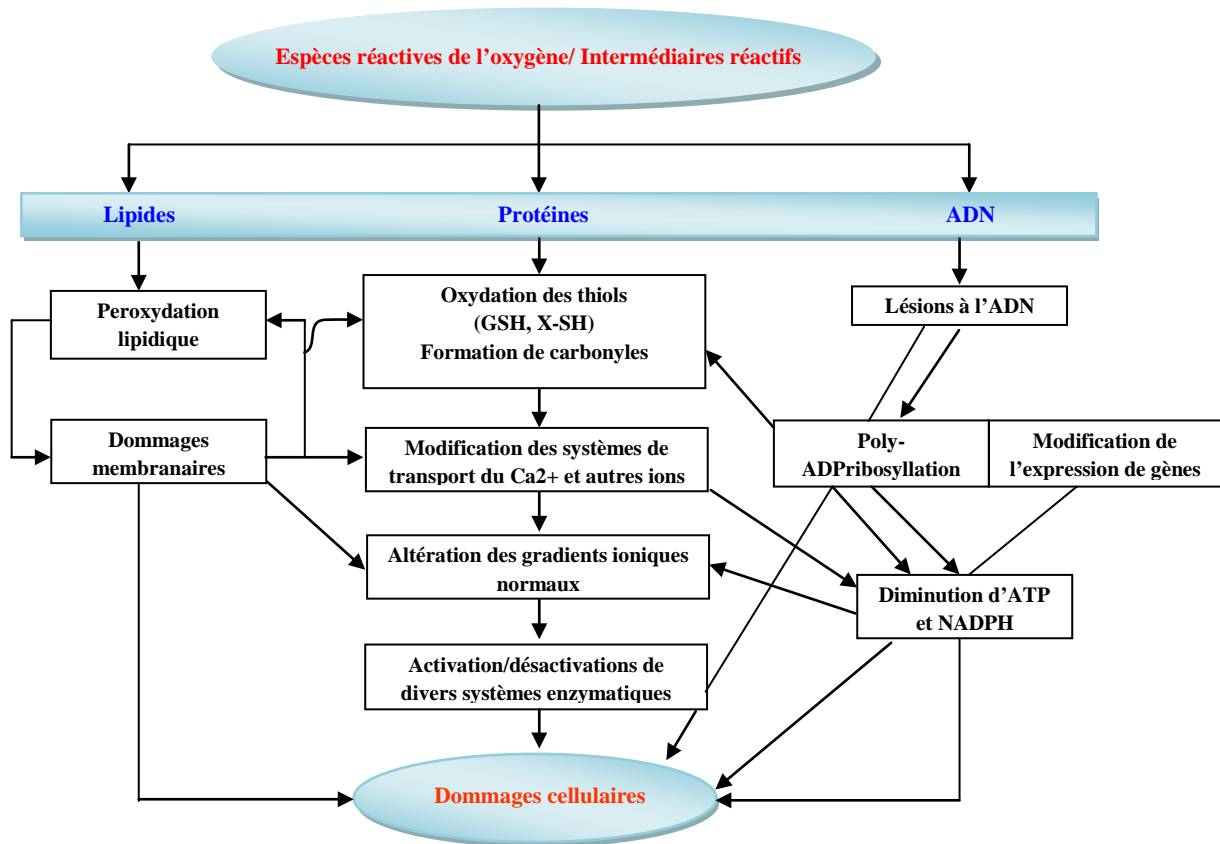 Espèces réactives de l'oxygène/ Intermédiaires réactifs
Lipides
Protéines
ADN
Peroxydation
lipidique
Oxydation des thiols
(GSH, X-SH)
Formation de carbonyles
Lésions à l'ADN
Dommages
membranaires
Modification des systèmes de
transport du Ca2+ et autres ions
Poly-
ADPribosyllation
Modification de
l'expression de gènes
Altération des gradients ioniques
normaux
Diminution d'ATP
et NADPH
Activation/désactivations de
divers systèmes enzymatiques
Dommages cellulaires